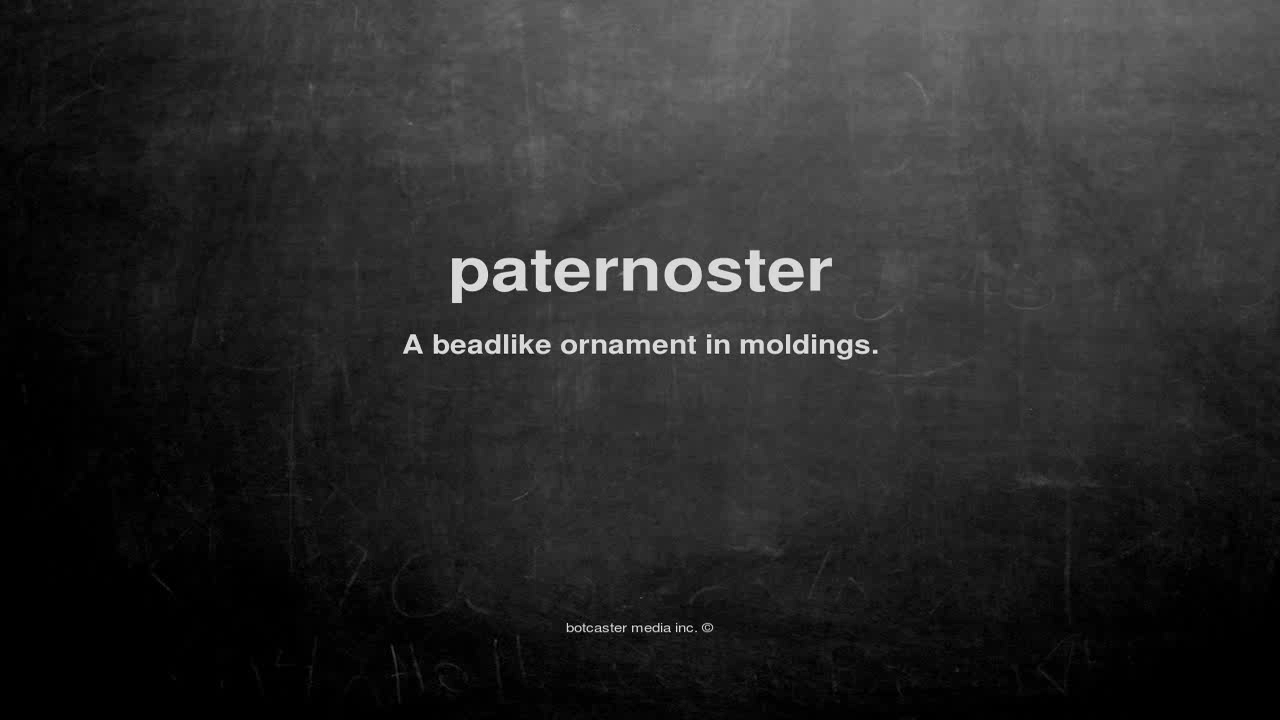 paternoster
A beadlike ornament in moldings.
botcaster media inc. ©